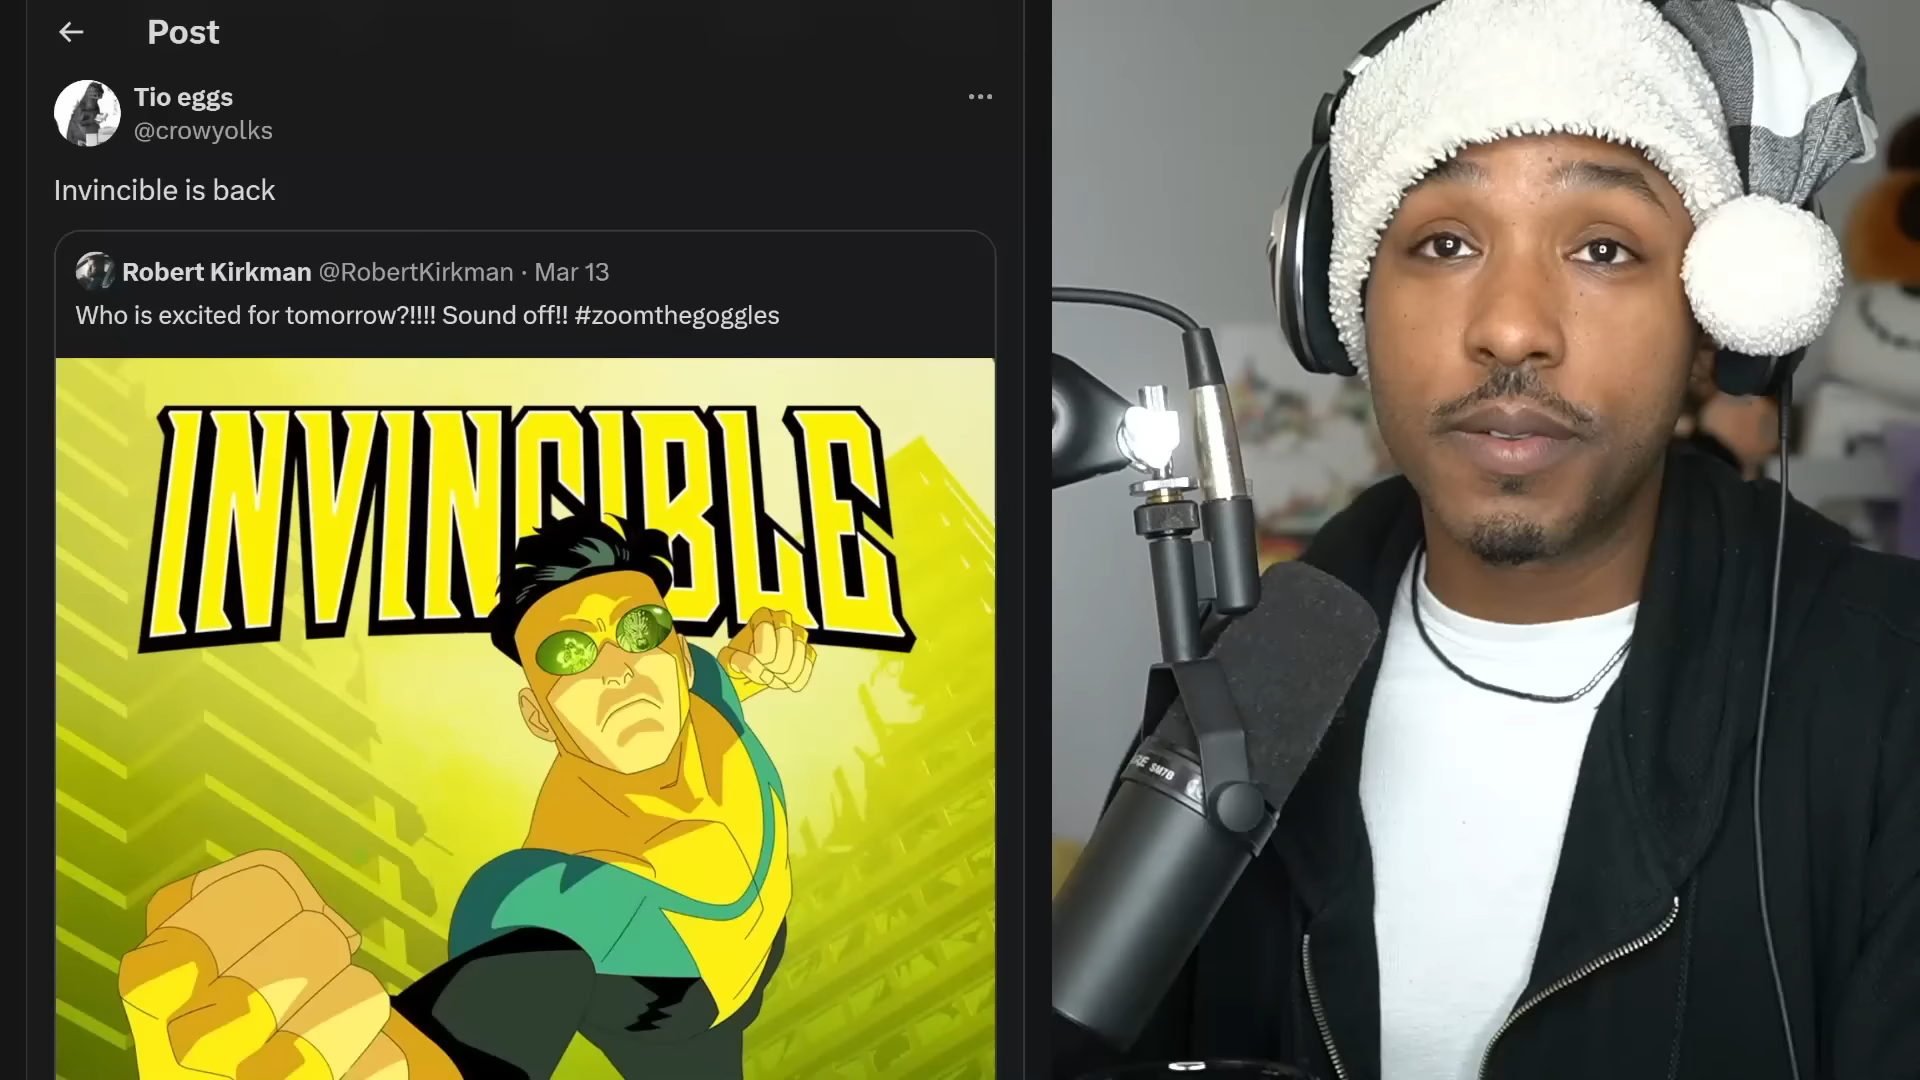 Post
Tio eggs
@crowyolks
Invincible is back
Robert Kirkman @RobertKirkman · Mar 13
Who is excited for tomorrow?!!!! Sound off!! #zoomthegoggles
INVINCIBLE
SM7B